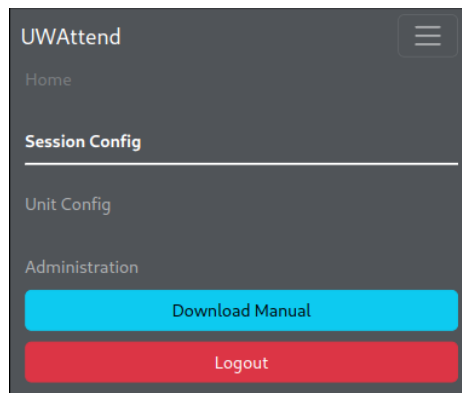 UWAttend
Home
Session Config
Unit Config
Administration
Download Manual
Logout